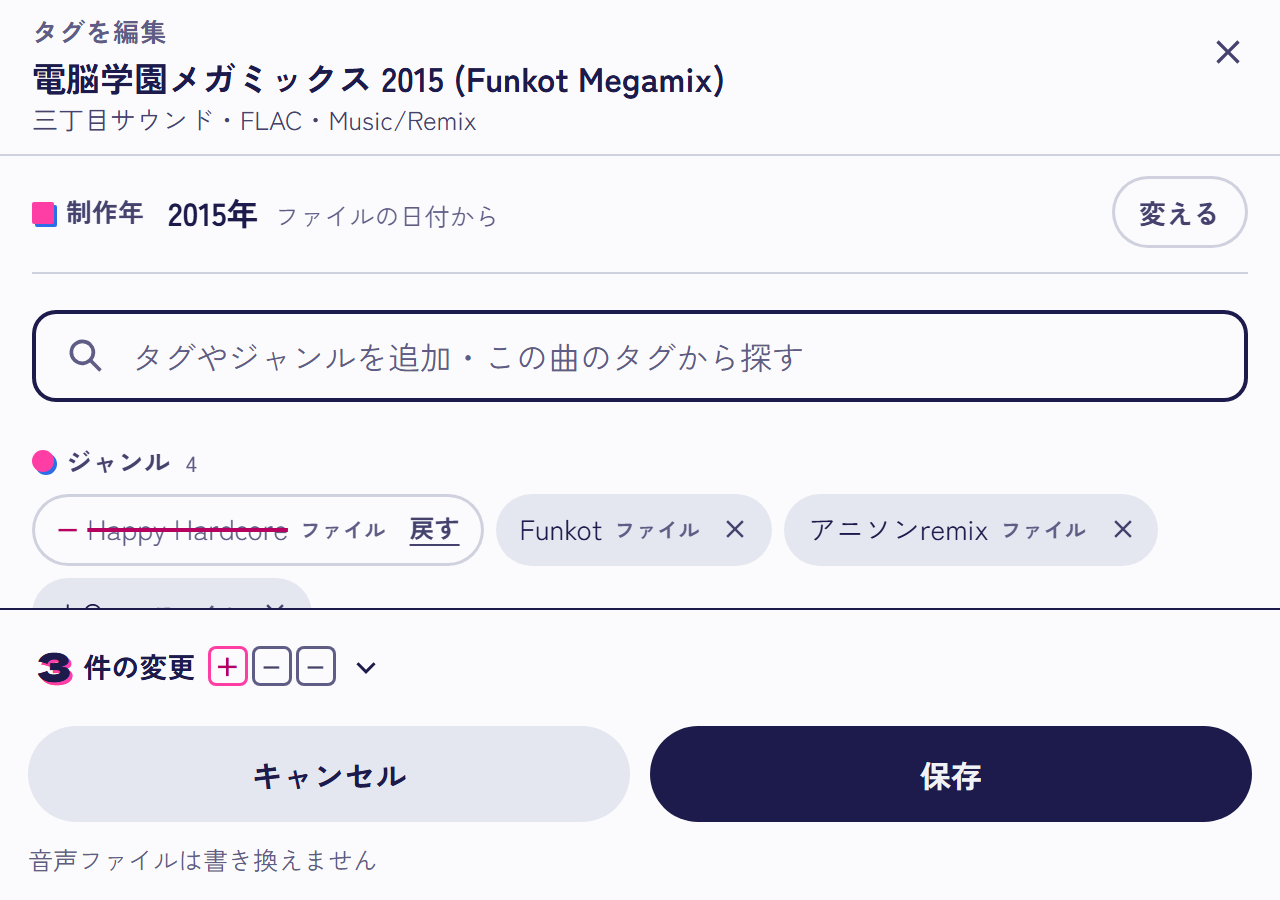 タグを編集
電脳学園メガミックス 2015 (Funkot Megamix)
三丁目サウンド・FLAC・Music/Remix
制作年 2015年 ファイルの日付から 変える
タグやジャンルを追加・この曲のタグから探す
ジャンル 4
− Happy Hardcore ファイル 戻す Funkot ファイル × アニソンremix ファイル ×
3 件の変更 + − −
キャンセル 保存
音声ファイルは書き換えません